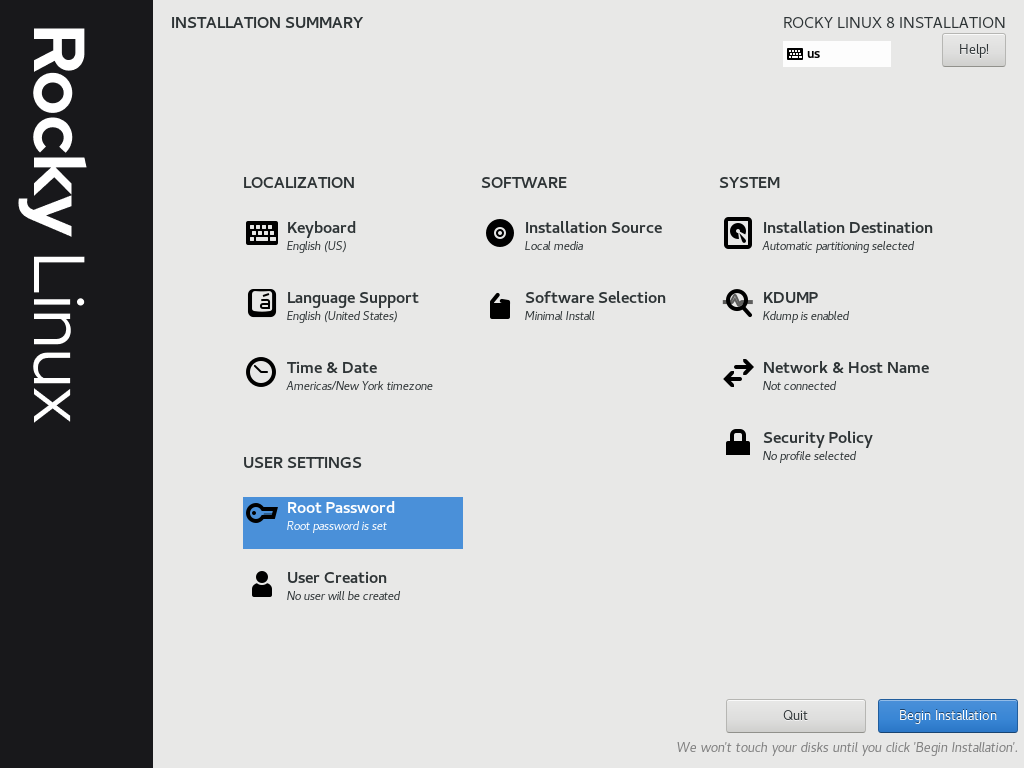 Rocky Linux
INSTALLATION SUMMARY
ROCKY LINUX 8 INSTALLATION
us
Help!
LOCALIZATION
Keyboard
English (US)
Language Support
English (United States)
Time & Date
Americas/New York timezone
SOFTWARE
Installation Source
Local media
Software Selection
Minimal Install
SYSTEM
Installation Destination
Automatic partitioning selected
KDUMP
Kdump is enabled
Network & Host Name
Not connected
Security Policy
No profile selected
USER SETTINGS
Root Password
Root password is set
User Creation
No user will be created
Quit
Begin Installation
We won't touch your disks until you click 'Begin Installation'.